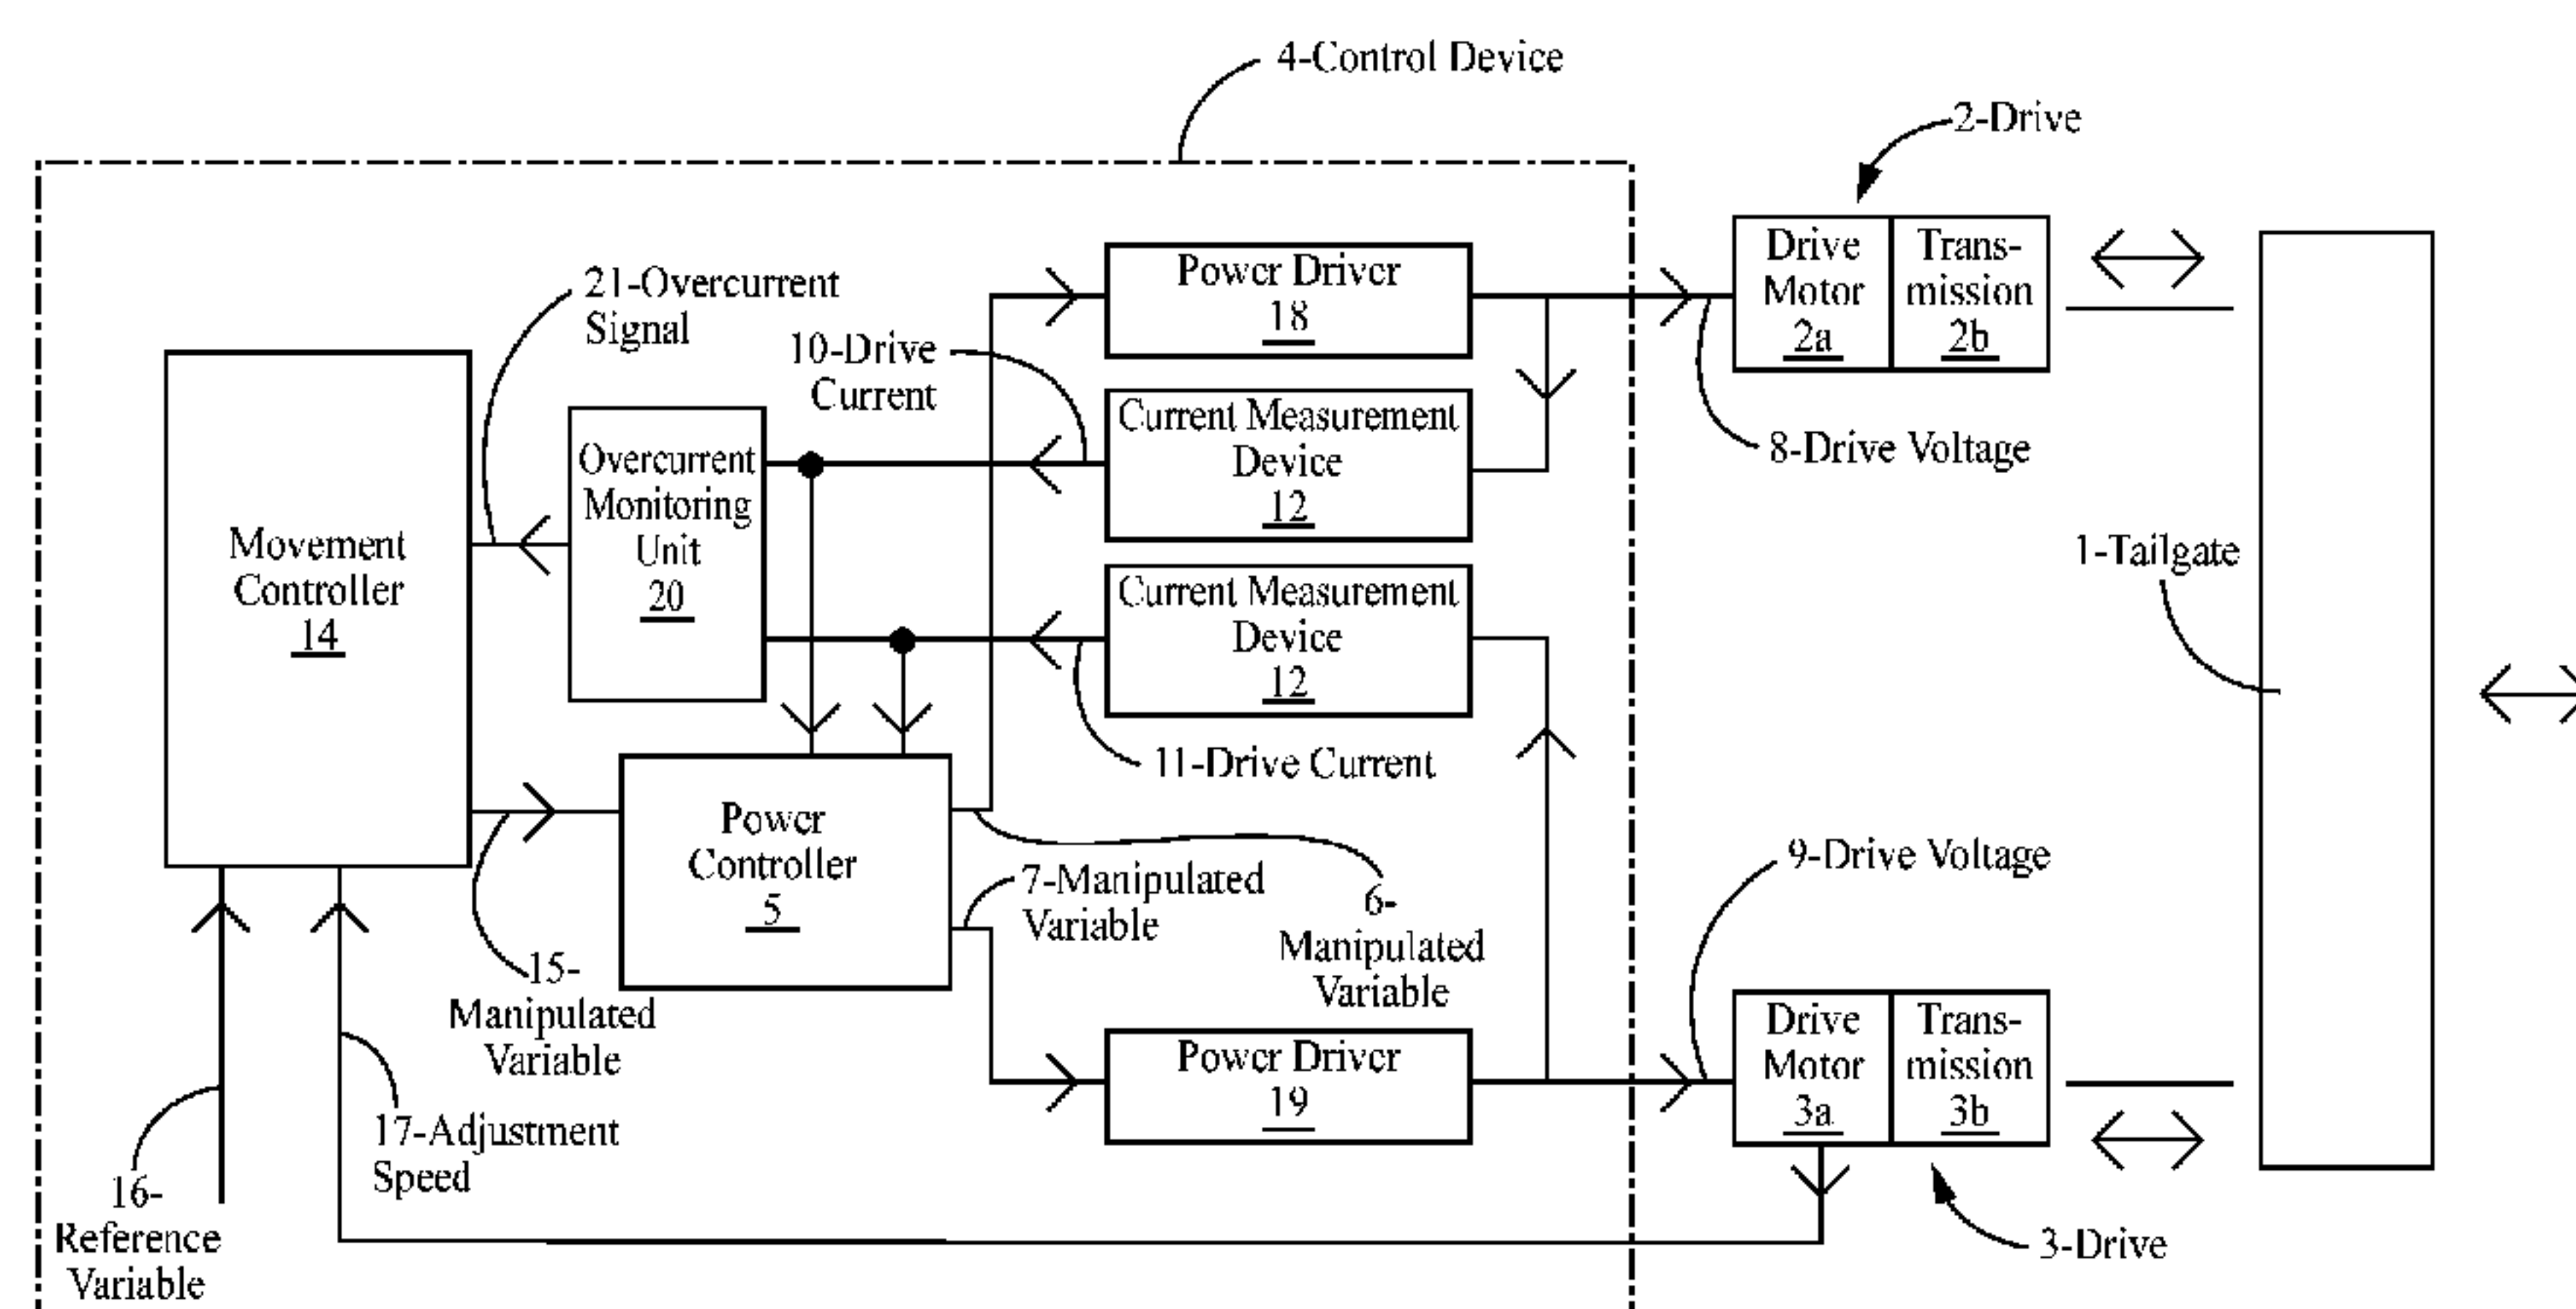 4-Control Device
2-Drive
Drive
Motor
2a
Trans-
mission
2b
Power Driver
18
21-Overcurrent
Signal
10-Drive
Current
Current Measurement
Device
12
8-Drive Voltage
Overcurrent
Monitoring
Unit
20
Movement
Controller
14
Current Measurement
Device
12
1-Tailgate
11-Drive Current
Power
Controller
5
9-Drive Voltage
7-Manipulated
Variable
6-
Manipulated
Variable
15-
Manipulated
Variable
Power Driver
19
Drive
Motor
3a
Trans-
mission
3b
17-Adjustment
Speed
16-
Reference
Variable
3-Drive